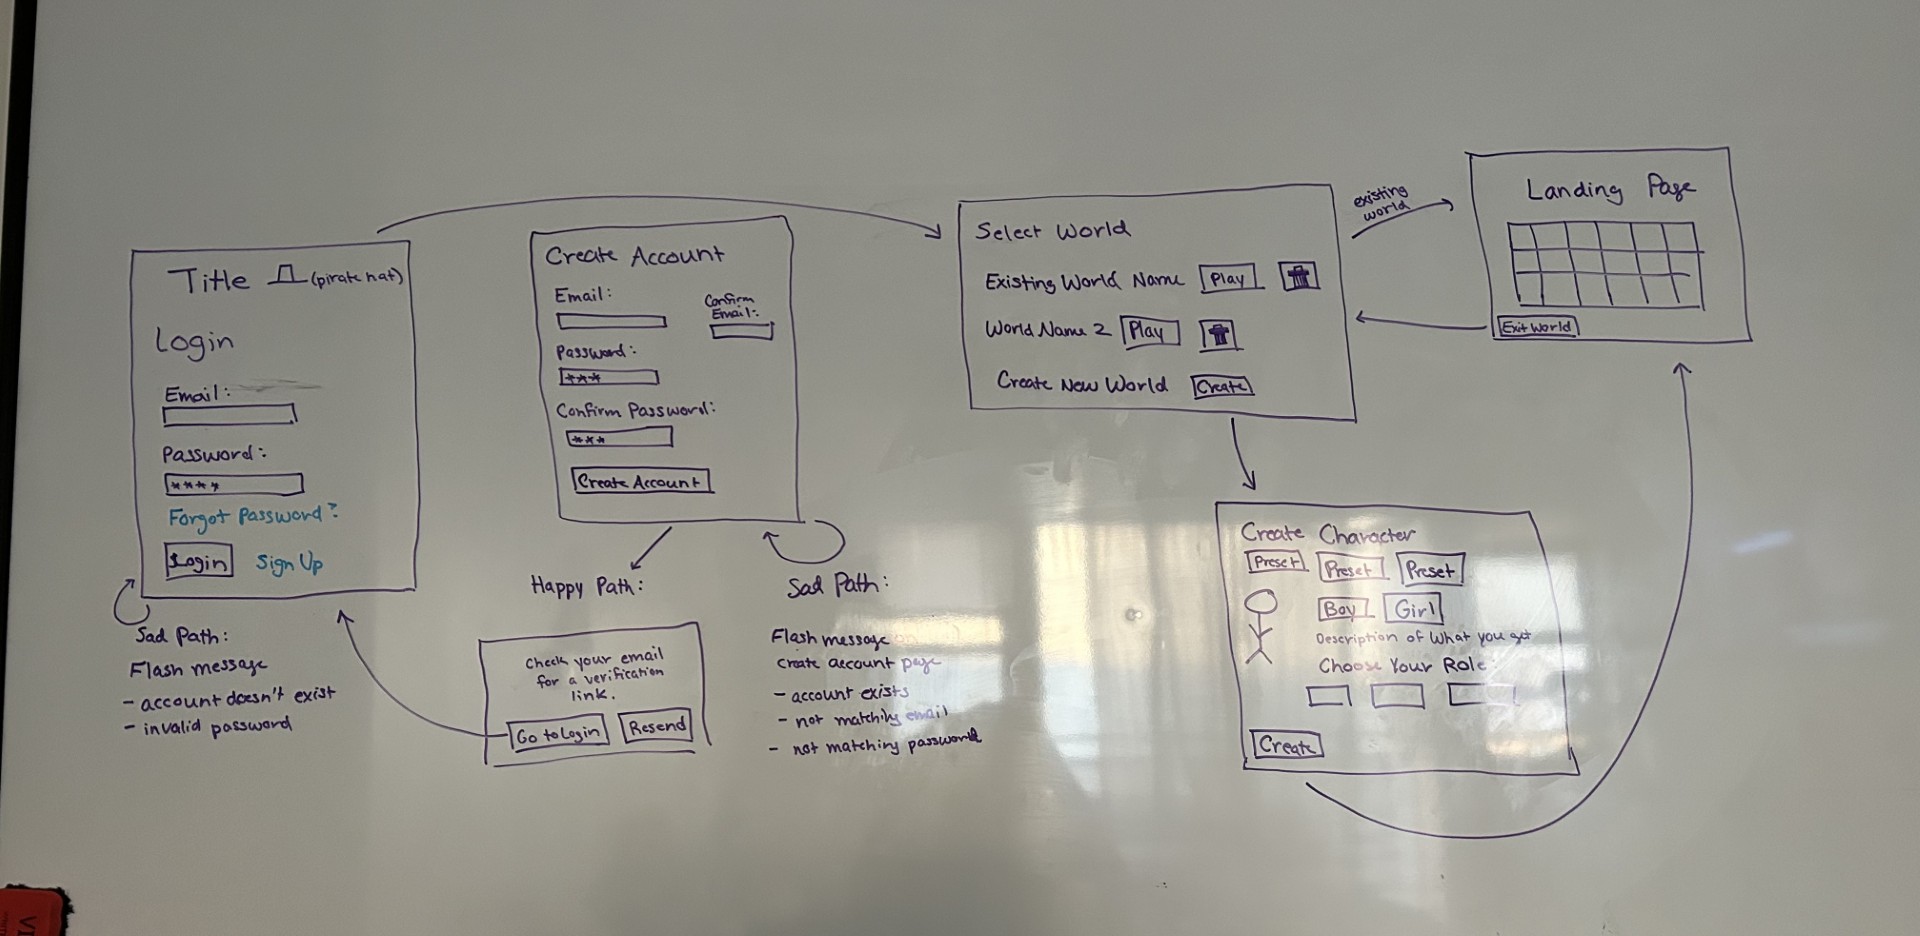 Title (pirate hat)
Login
Email:
Password:
****
Forgot Password?
Login Sign Up
Sad Path:
Flash message
- account doesn't exist
- invalid password
Create Account
Email:
Confirm
Email:
Password:
***
Confirm Password:
***
Create Account
Happy Path:
Check your email
for a verification
link.
Go to Login Resend
Sad Path:
Flash message on
create account page
- account exists
- not matching email
- not matching password
Select World
Existing World Name Play
World Name 2 Play
Create New World Create
existing
world
Landing Page
Exit World
Create Character
Preset Preset Preset
Boy Girl
Description of what you get
Choose Your Role:
Create